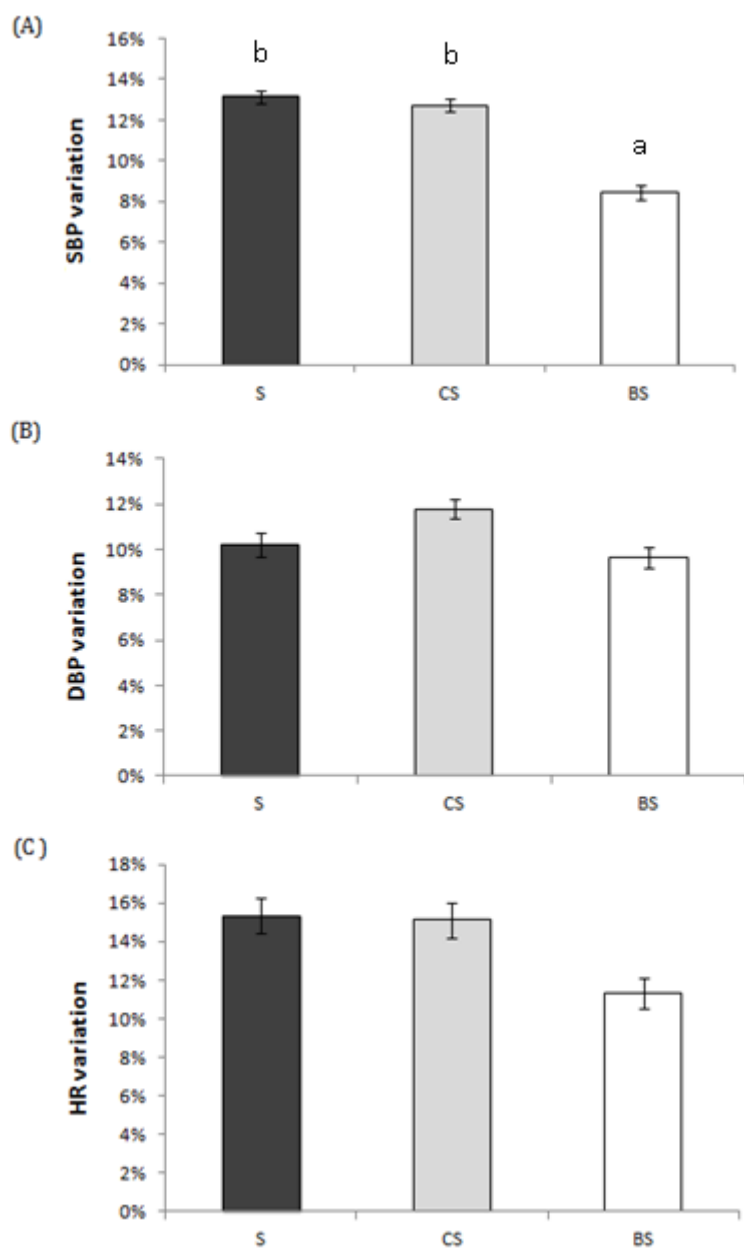 (A)
16%
14%
12%
10%
8%
6%
4%
2%
0%
SBP variation
b b a
S CS BS
(B)
14%
12%
10%
8%
6%
4%
2%
0%
DBP variation
S CS BS
(C )
18%
16%
14%
12%
10%
8%
6%
4%
2%
0%
HR variation
S CS BS